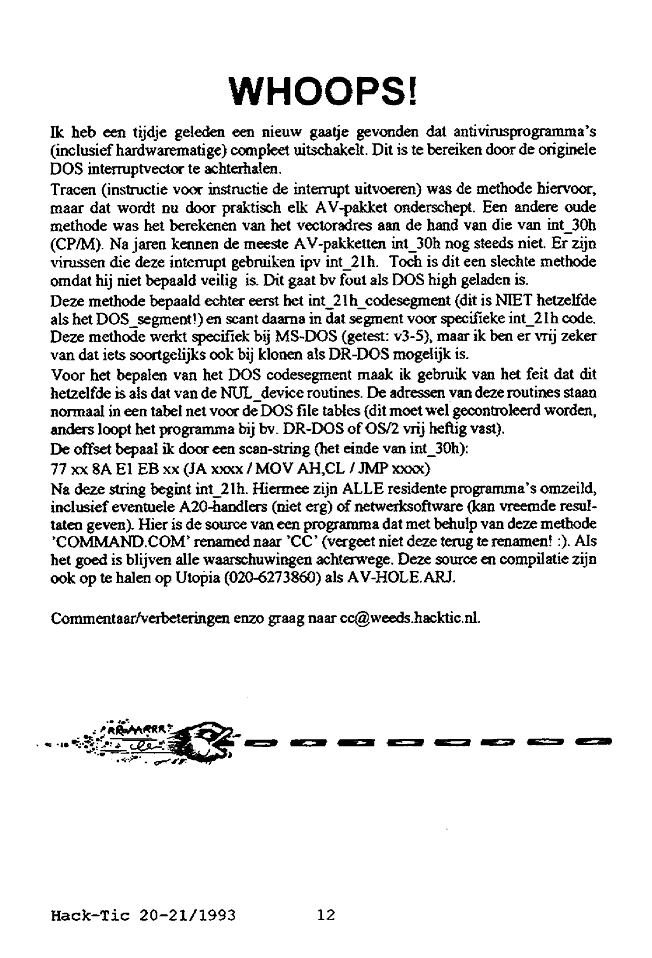 WHOOPS!
Ik heb een tijdje geleden een nieuw gaatje gevonden dat antivirusprogramma's
(inclusief hardwarematige) compleet uitschakelt. Dit is te bereiken door de originele
DOS interruptvector te achterhalen.
Tracen (instructie voor instructie de interrupt uitvoeren) was de methode hiervoor,
maar dat wordt nu door praktisch elk AV-pakket onderschept. Een andere oude
methode was het berekenen van het vectoradres aan de hand van die van int_30h
(CP/M). Na jaren kennen de meeste AV-pakketten int_30h nog steeds niet. Er zijn
virussen die deze interrupt gebruiken ipv int_21h. Toch is dit een slechte methode
omdat hij niet bepaald veilig is. Dit gaat bv fout als DOS high geladen is.
Deze methode bepaald echter eerst het int_21h_codesegment (dit is NIET hetzelfde
als het DOS_segment!) en scant daarna in dat segment voor specifieke int_21h code.
Deze methode werkt specifiek bij MS-DOS (getest: v3-5), maar ik ben er vrij zeker
van dat iets soortgelijks ook bij klonen als DR-DOS mogelijk is.
Voor het bepalen van het DOS codesegment maak ik gebruik van het feit dat dit
hetzelfde is als dat van de NUL_device routines. De adressen van deze routines staan
normaal in een tabel net voor de DOS file tables (dit moet wel gecontroleerd worden,
anders loopt het programma bij bv. DR-DOS of OS/2 vrij heftig vast).
De offset bepaal ik door een scan-string (het einde van int_30h):
77 xx 8A E1 EB xx (JA xxxx / MOV AH,CL / JMP xxxx)
Na deze string begint int_21h. Hiermee zijn ALLE residente programma's omzeild,
inclusief eventuele A20-handlers (niet erg) of netwerksoftware (kan vreemde resul-
taten geven). Hier is de source van een programma dat met behulp van deze methode
'COMMAND.COM' renamed naar 'CC' (vergeet niet deze terug te renamen! :). Als
het goed is blijven alle waarschuwingen achterwege. Deze source en compilatie zijn
ook op te halen op Utopia (020-6273860) als AV-HOLE.ARJ.
Commentaar/verbeteringen enzo graag naar cc@weeds.hacktic.nl.
Hack-Tic 20-21/1993 12